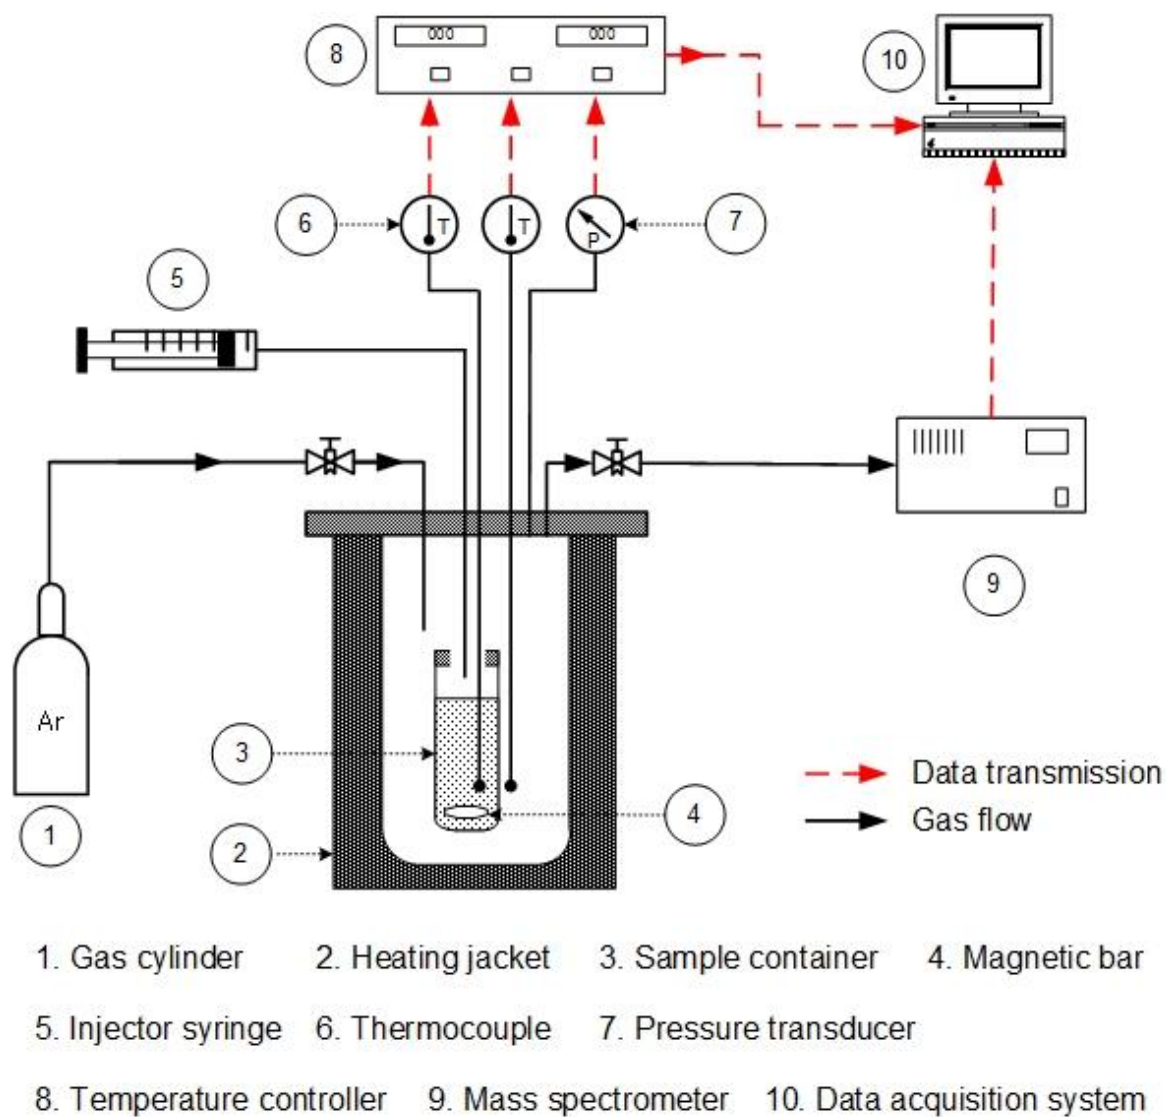 8
000
000
10
6
T
T
P
7
5
9
Ar
3
4
Data transmission
1
2
Gas flow
1. Gas cylinder 2. Heating jacket 3. Sample container 4. Magnetic bar
5. Injector syringe 6. Thermocouple 7. Pressure transducer
8. Temperature controller 9. Mass spectrometer 10. Data acquisition system